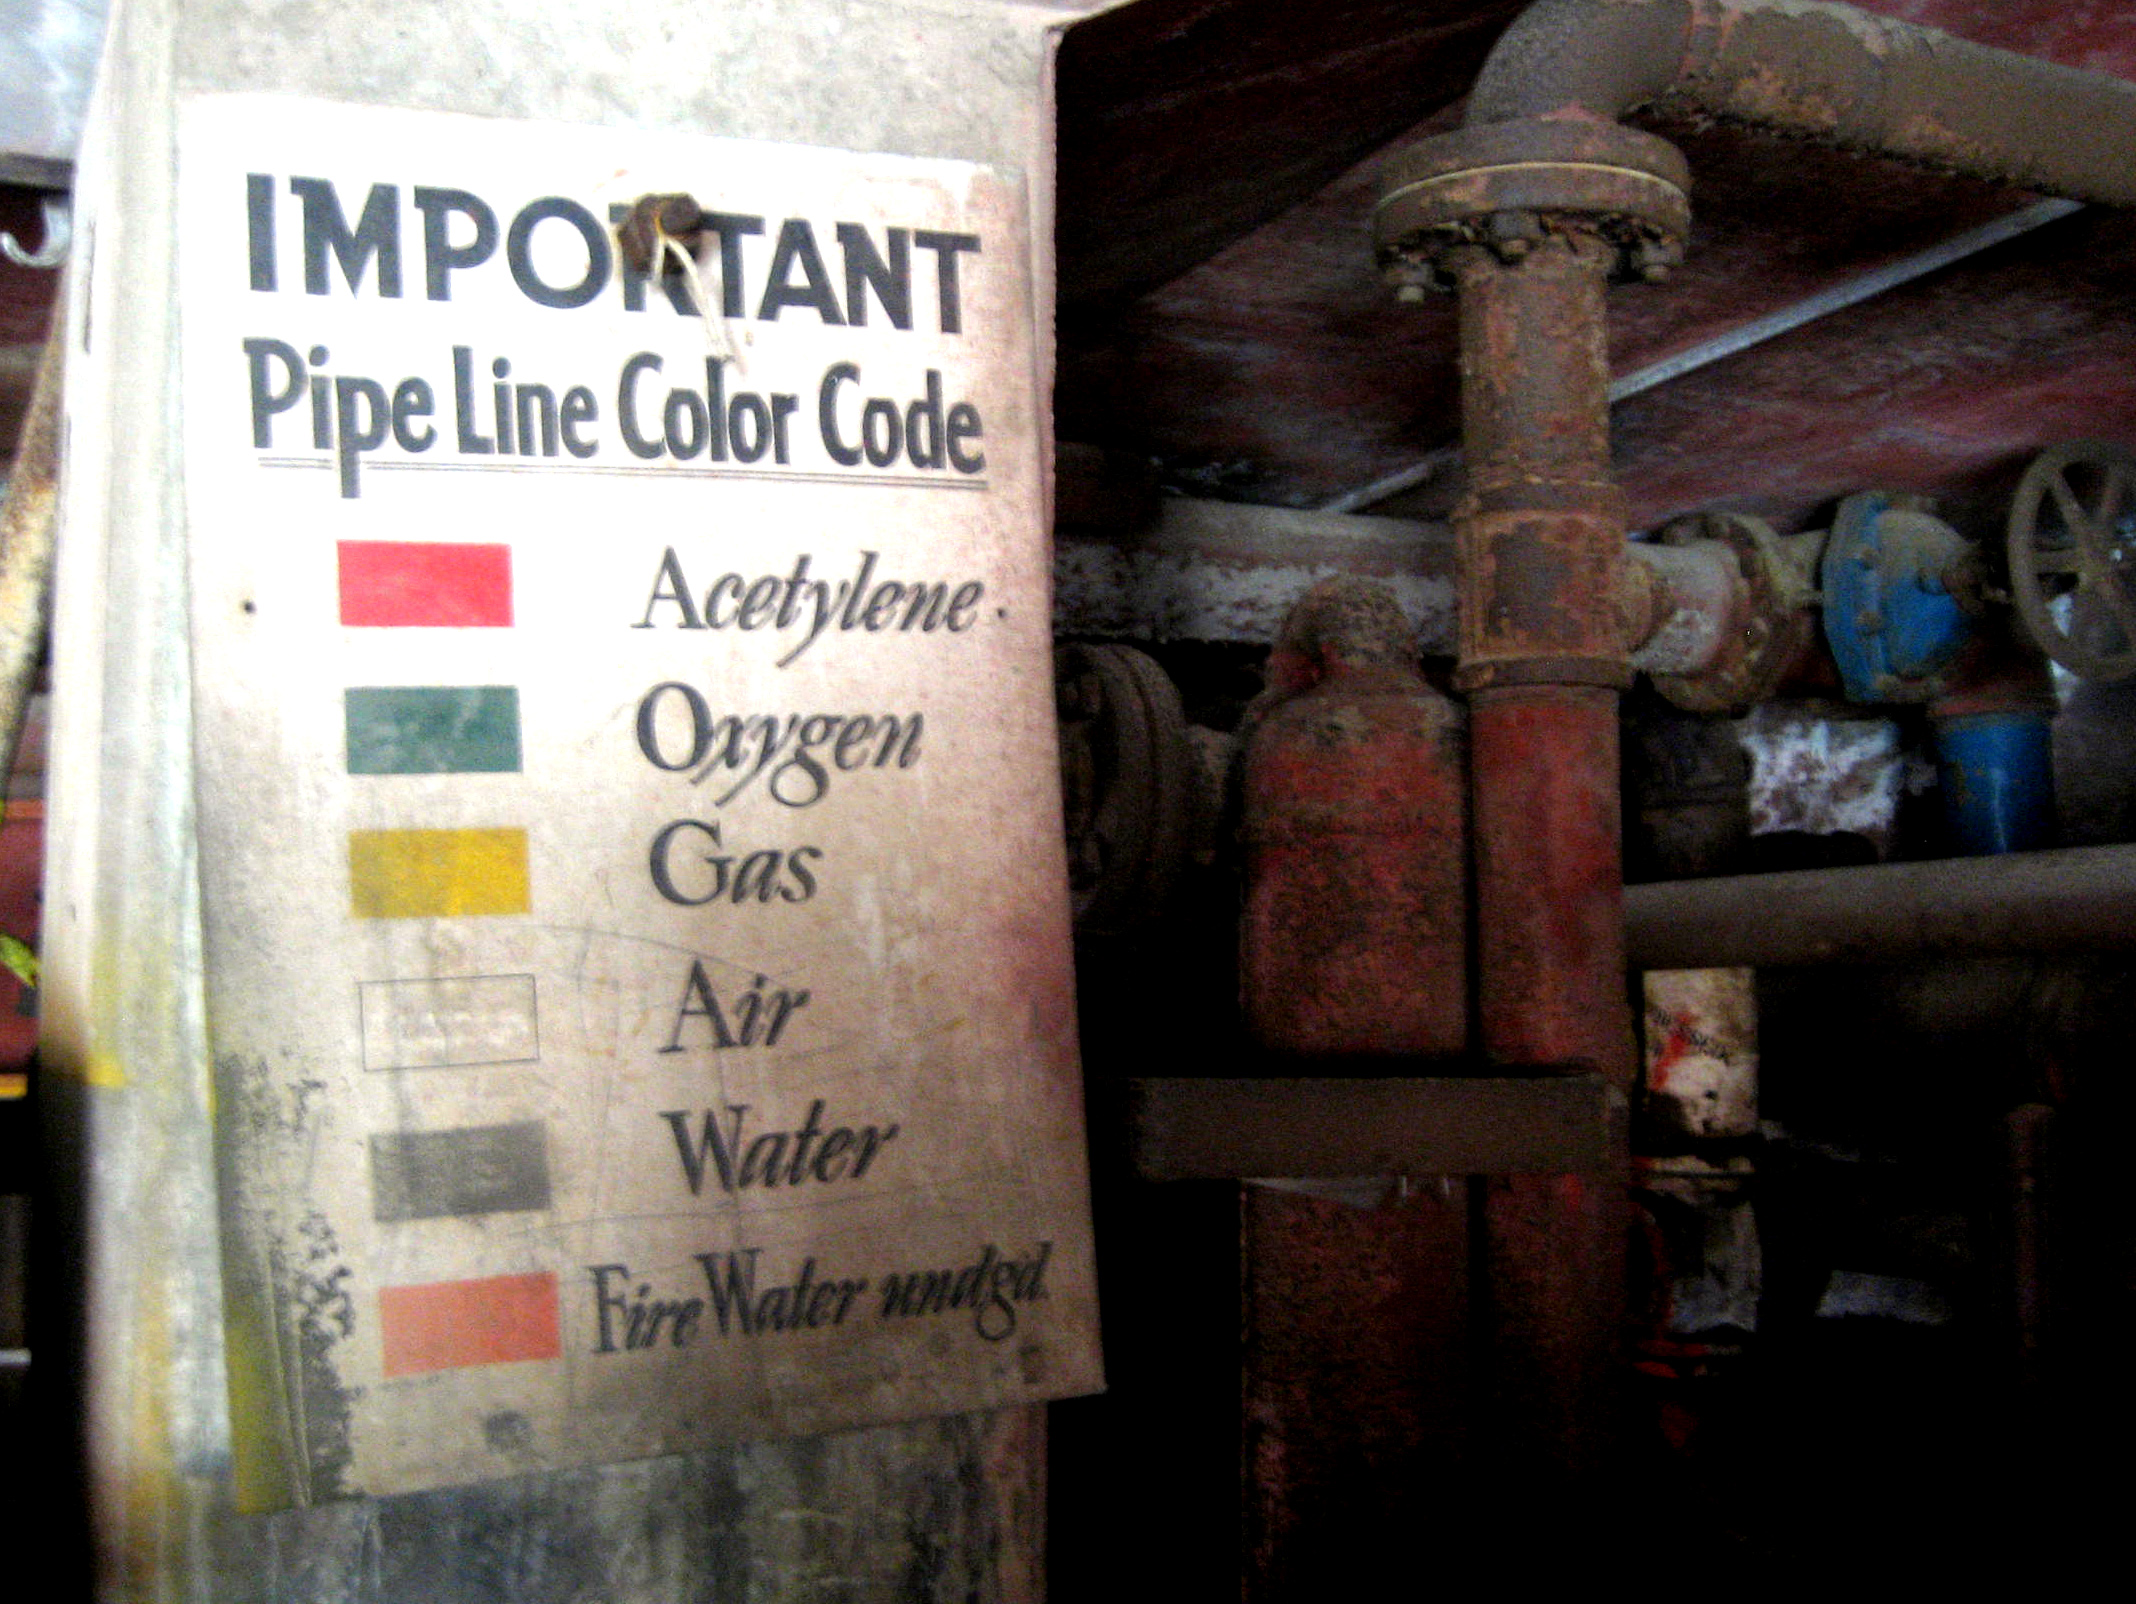 IMPORTANT
Pipe Line Color Code
Acetylene
Oxygen
Gas
Air
Water
Fire Water undgd.